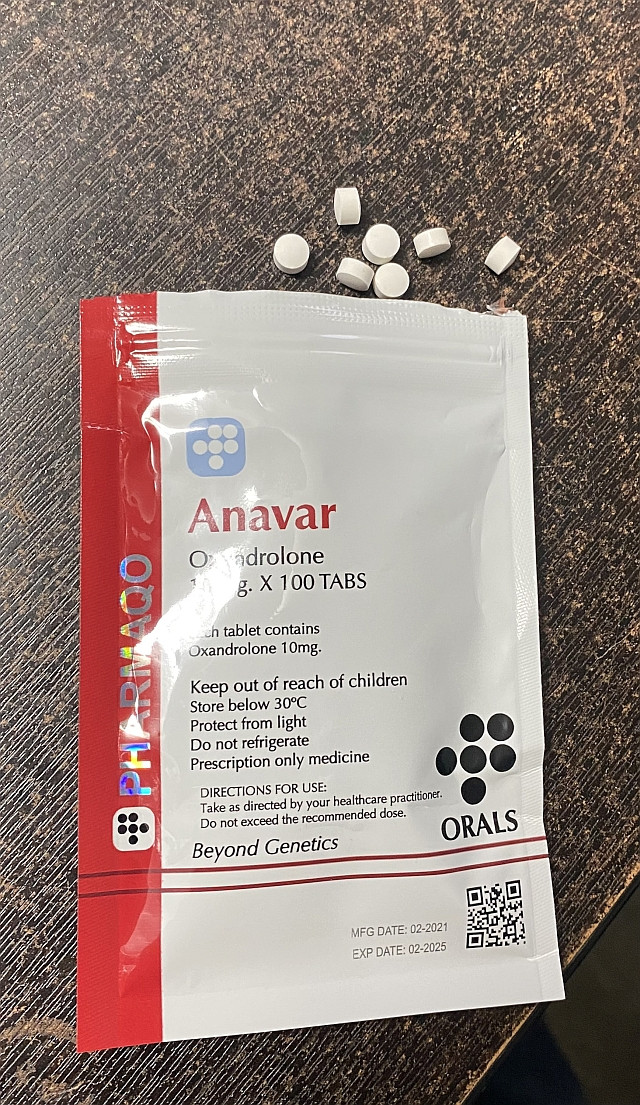 PHARMAQO
Anavar
Oxandrolone
g. X 100 TABS
tablet contains
Oxandrolone 10mg.
Keep out of reach of children
Store below 30ºC
Protect from light
Do not refrigerate
Prescription only medicine
DIRECTIONS FOR USE:
Take as directed by your healthcare practitioner.
Do not exceed the recommended dose.
ORALS
Beyond Genetics
MFG DATE: 02-2021
EXP DATE: 02-2025